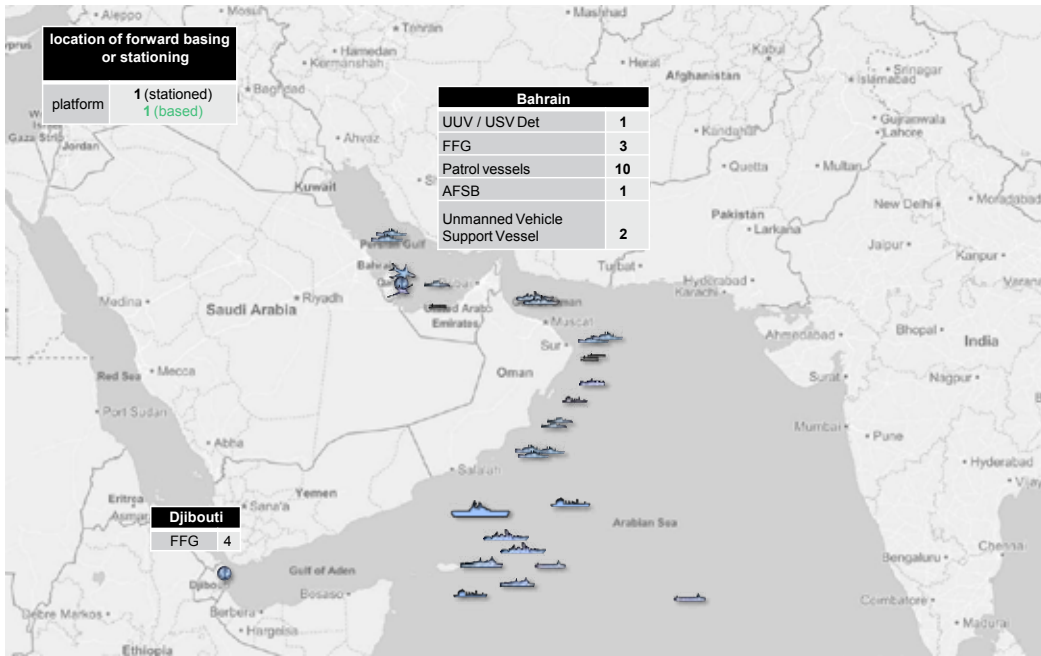 location of forward basing
or stationing
platform
1 (stationed)
1 (based)
Bahrain
UUV / USV Det 1
FFG 3
Patrol vessels 10
AFSB 1
Unmanned Vehicle
Support Vessel 2
Djibouti
FFG 4
Aleppo
Mosul
Tehran
Mashhad
Hamedan
Kermanshah
Herat
Kabul
Afghanistan
Islamabad
Srinagar
Baghdad
Gaza Strip
Jordan
Ahvaz
Kandahar
Gujranwala
Lahore
Kuwait
Quetta
Multan
Pakistan
Larkana
New Delhi
Moradabad
Persian Gulf
Jaipur
Kanpur
Turbat
Hyderabad
Karachi
Medina
Riyadh
Saudi Arabia
United Arab
Emirates
Muscat
Sur
Oman
Ahmedabad
Bhopal
India
Red Sea
Mecca
Surat
Nagpur
Port Sudan
Mumbai
Pune
Abha
Salalah
Hyderabad
Eritrea
Yemen
Sana'a
Arabian Sea
Gulf of Aden
Bengaluru
Chennai
Bosaso
Berbera
Debre Markos
Coimbatore
Hargeisa
Madurai
Ethiopia